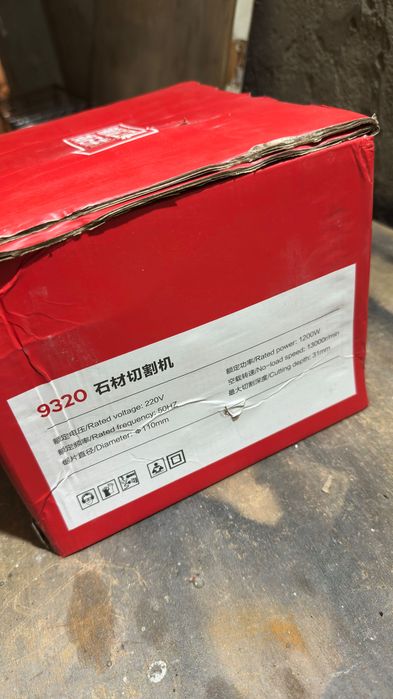 9320 石材切割机
额定电压/Rated voltage: 220V
额定频率/Rated frequency: 50HZ
锯片直径/Diameter: Φ110mm
额定功率/Rated power: 1200W
空载转速/No-load speed: 13000r/min
最大切割深度/Cutting depth: 31mm